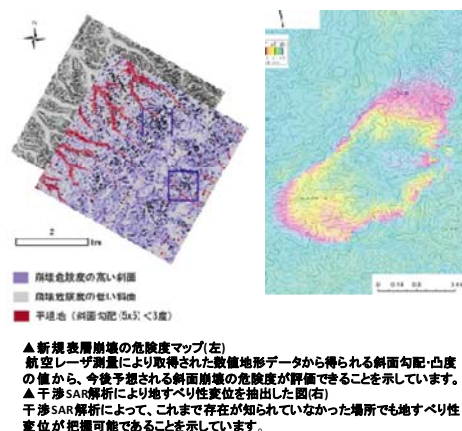 N
2
km
崩壊危険度の高い斜面
崩壊危険度の低い斜面
平坦地（斜面勾配（5x5）＜3度）
▲新規表層崩壊の危険度マップ(左)
航空レーザ測量により取得された数値地形データから得られる斜面勾配･凸度
の値から、今後予想される斜面崩壊の危険度が評価できることを示しています。
▲干渉SAR解析により地すべり性変位を抽出した図(右)
干渉SAR解析によって、これまで存在が知られていなかった場所でも地すべり性
変位が把握可能であることを示しています。